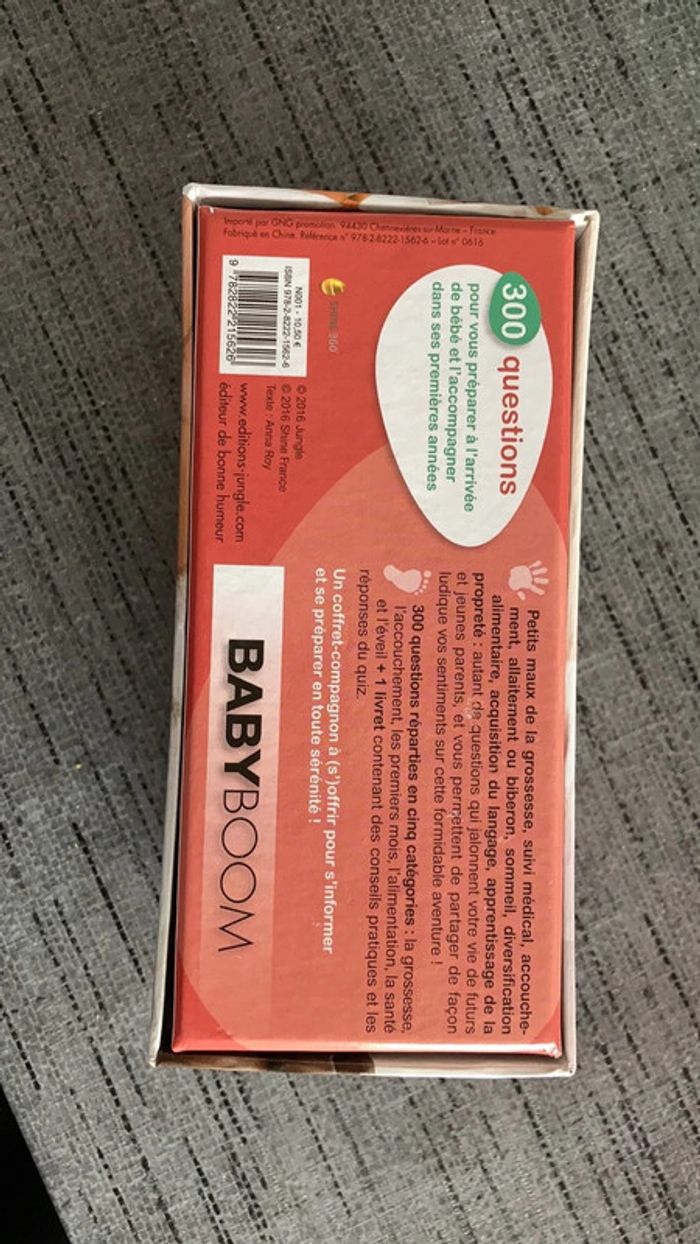 300 questions
pour vous préparer à l'arrivée
de bébé et l'accompagner
dans ses premières années
Petits maux de la grossesse, suivi médical, accouche-
ment, allaitement ou biberon, sommeil, diversification
alimentaire, acquisition du langage, apprentissage de la
propreté : autant de questions qui jalonnent votre vie de futurs
et jeunes parents, et vous permettent de partager de façon
ludique vos sentiments sur cette formidable aventure !
300 questions réparties en cinq catégories : la grossesse,
l'accouchement, les premiers mois, l'alimentation, la santé
et l'éveil + 1 livret contenant des conseils pratiques et les
réponses du quiz.
Un coffret-compagnon à (s')offrir pour s'informer
et se préparer en toute sérénité !
SHINE 360°
© 2016 Jungle
© 2016 Shine France
Texte : Anna Roy
www.editions-jungle.com
éditeur de bonne humeur
N001 - 10,50 €
ISBN 978-2-8222-1562-6
9 782822 215626
BABYBOOM
Importé par GNG promotion 94430 Chennevières-sur-Marne – France
Fabriqué en Chine. Référence n° 978-2-8222-1562-6 – Lot n° 0616